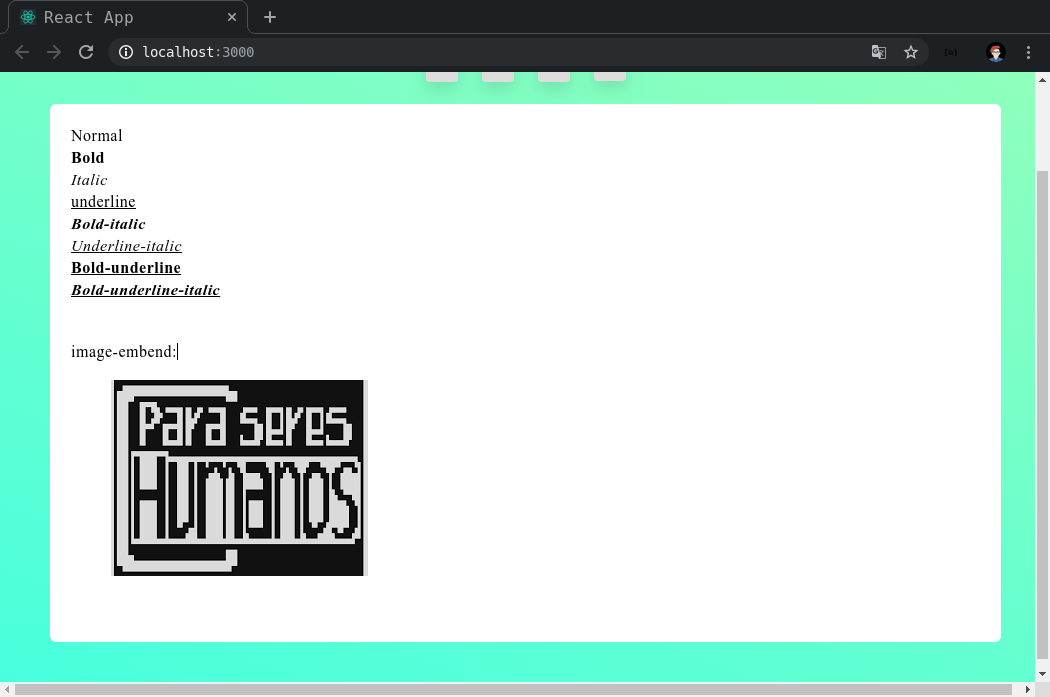 React App
localhost:3000
Normal
Bold
Italic
underline
Bold-italic
Underline-italic
Bold-underline
Bold-underline-italic
image-embend:
Para seres
Humanos